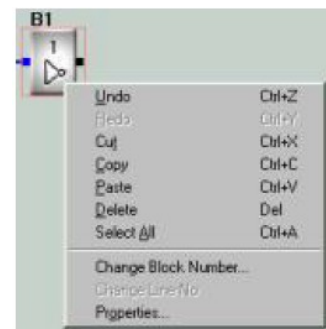 B1
1
Undo Ctrl+Z
Redo Ctrl+Y
Cut Ctrl+X
Copy Ctrl+C
Paste Ctrl+V
Delete Del
Select All Ctrl+A
Change Block Number...
Change Line-No
Properties...